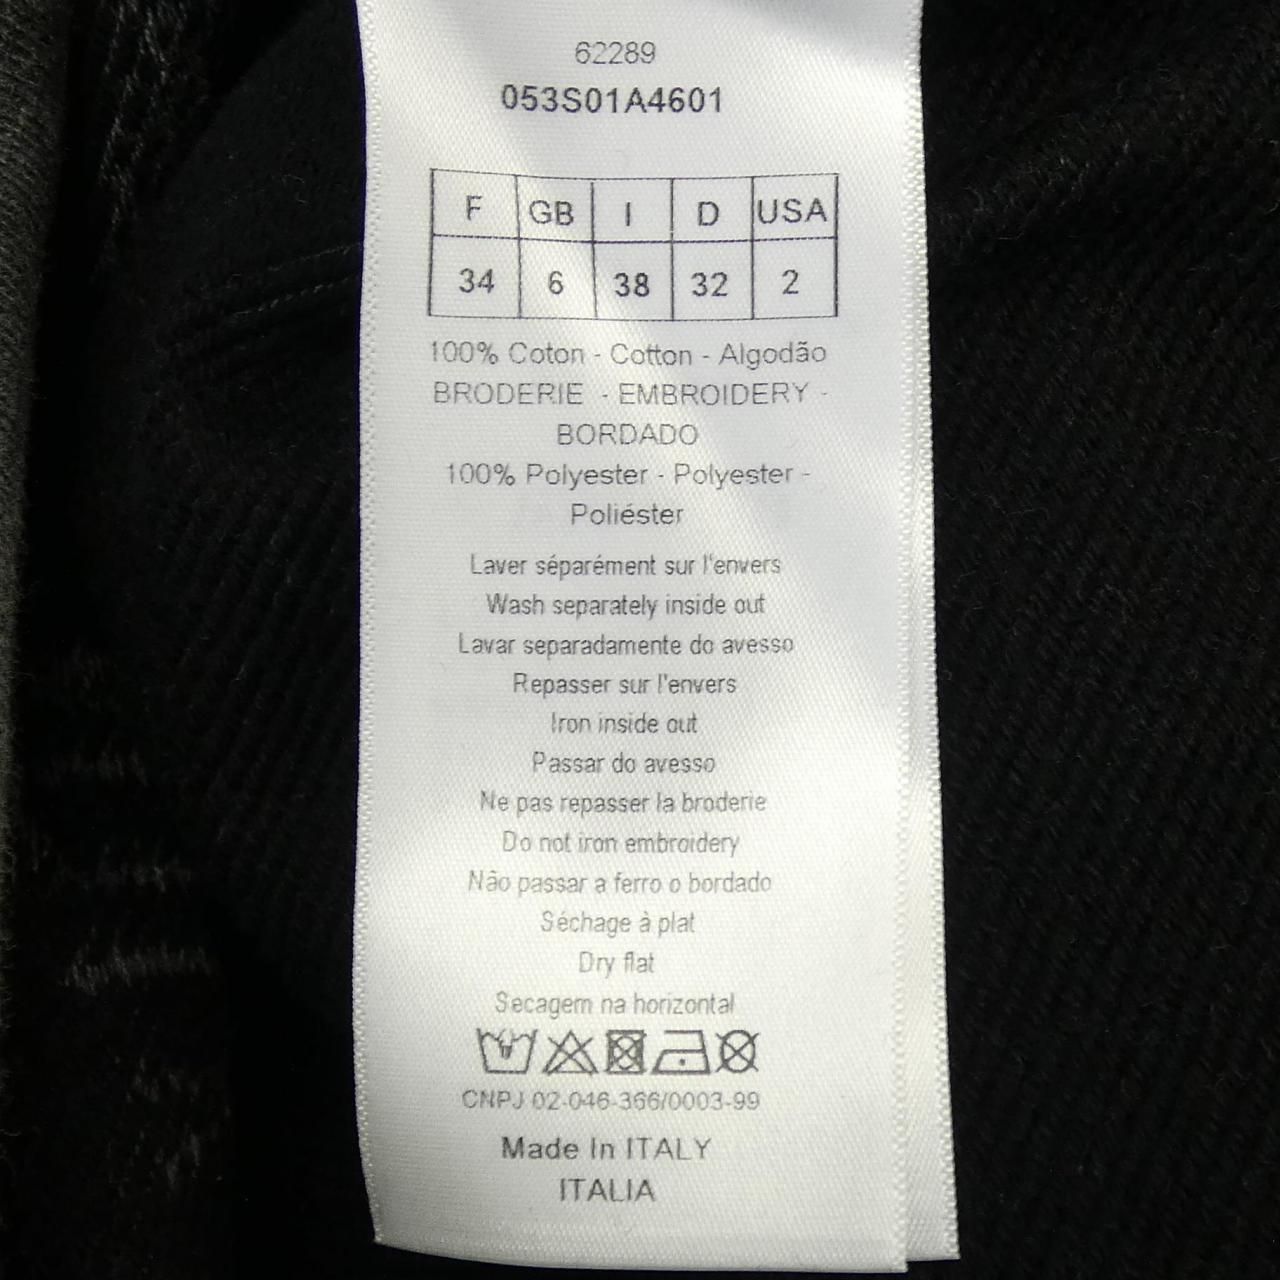 62289
053S01A4601
F GB I D USA
34 6 38 32 2
100% Coton - Cotton - Algodão
BRODERIE - EMBROIDERY -
BORDADO
100% Polyester - Polyester -
Poliéster
Laver séparément sur l'envers
Wash separately inside out
Lavar separadamente do avesso
Repasser sur l'envers
Iron inside out
Passar do avesso
Ne pas repasser la broderie
Do not iron embroidery
Não passar a ferro o bordado
Séchage à plat
Dry flat
Secagem na horizontal
CNPJ 02-046-366/0003-99
Made In ITALY
ITALIA